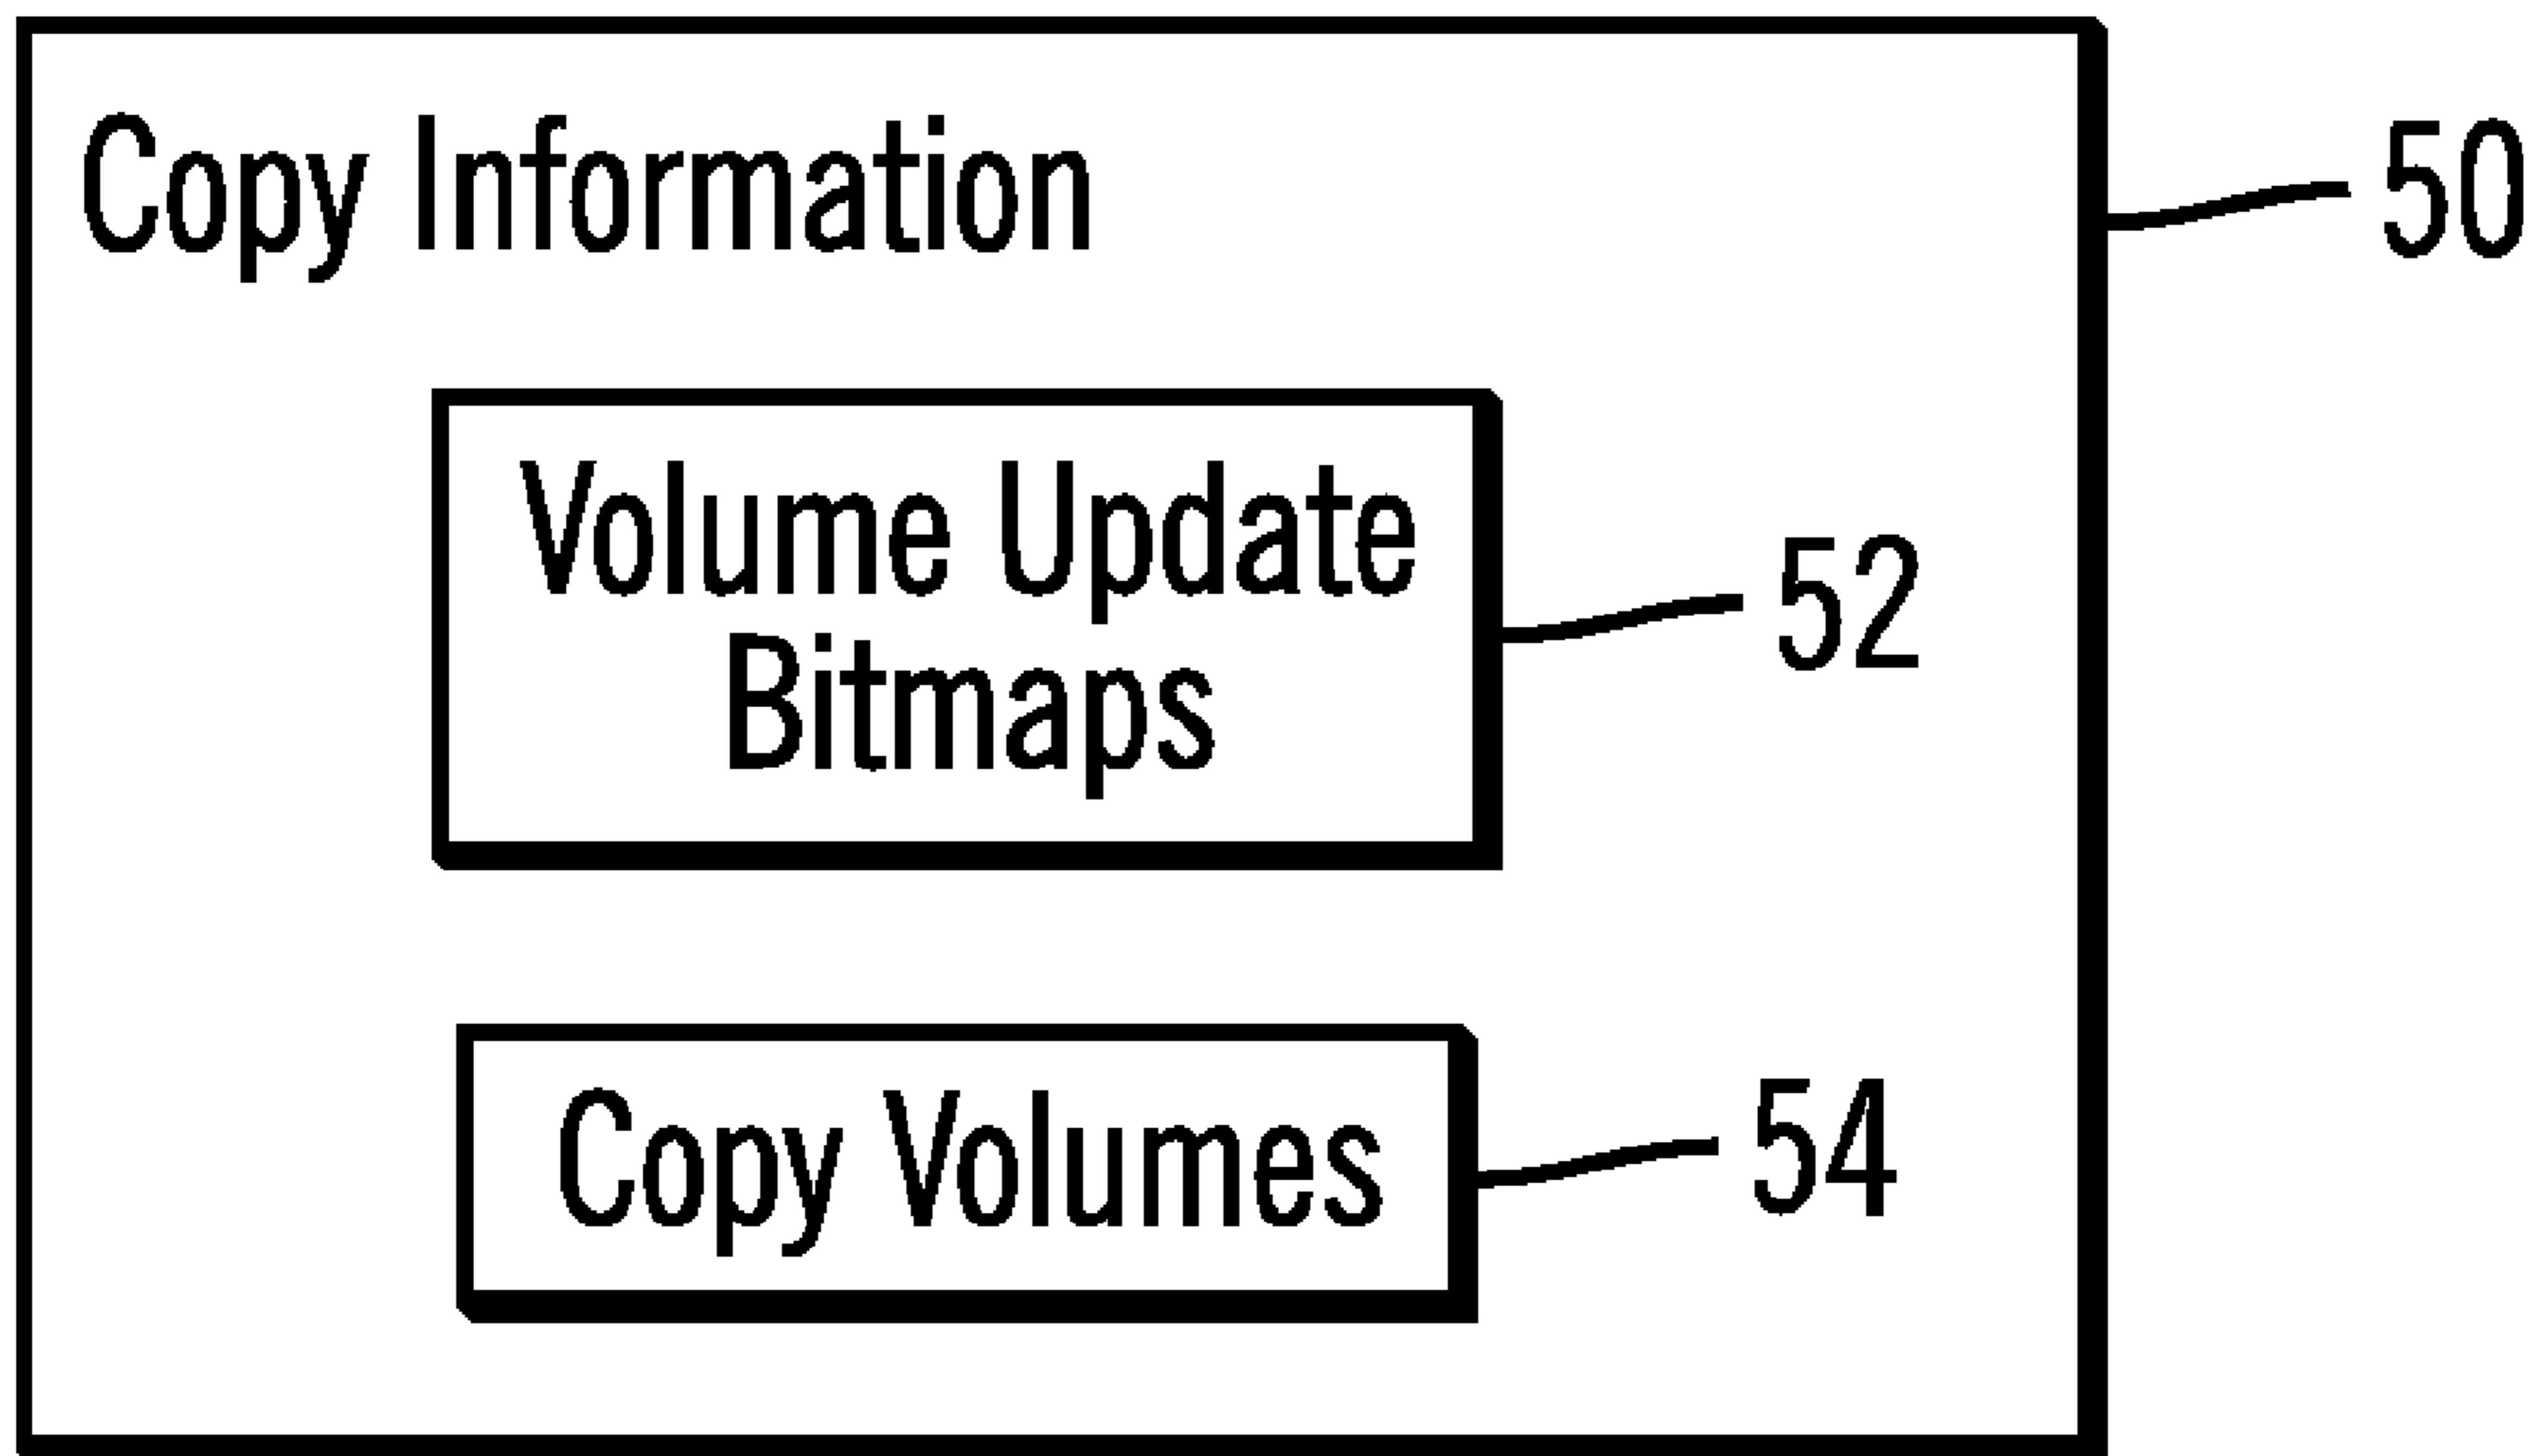 Copy Information
50
Volume Update
Bitmaps
52
Copy Volumes
54